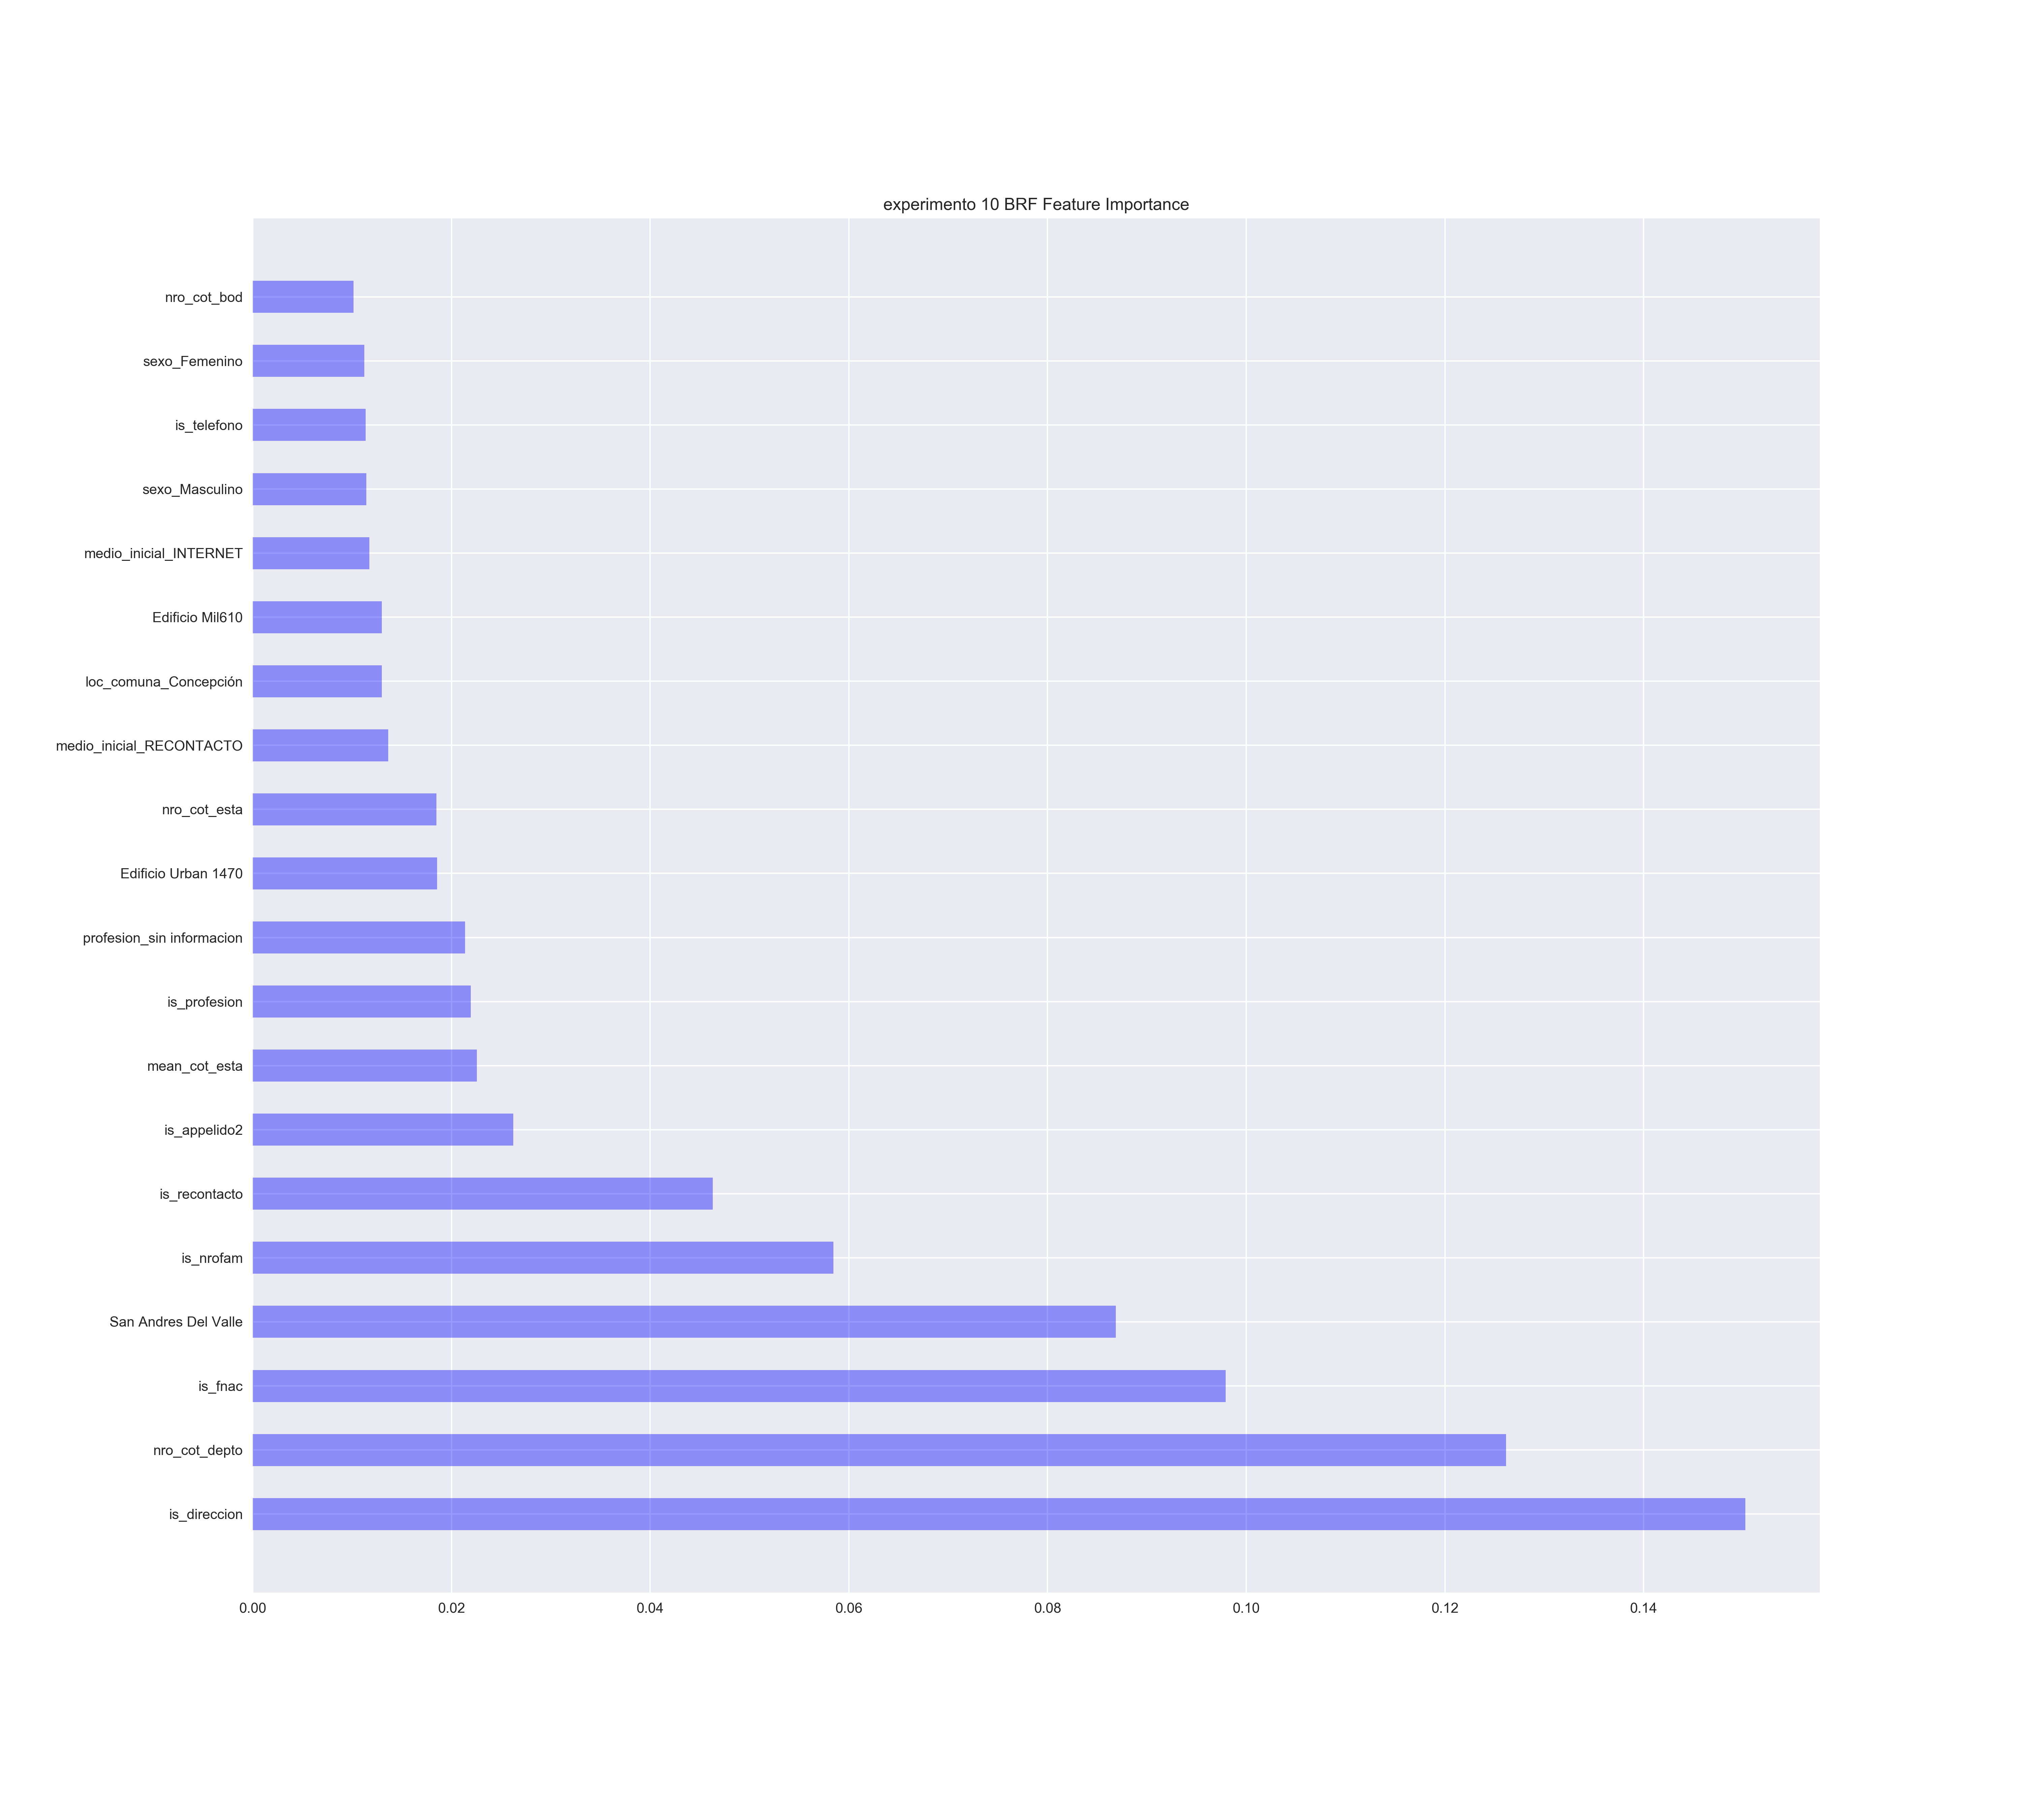 experimento 10 BRF Feature Importance
nro_cot_bod
sexo_Femenino
is_telefono
sexo_Masculino
medio_inicial_INTERNET
Edificio Mil610
loc_comuna_Concepción
medio_inicial_RECONTACTO
nro_cot_esta
Edificio Urban 1470
profesion_sin informacion
is_profesion
mean_cot_esta
is_appelido2
is_recontacto
is_nrofam
San Andres Del Valle
is_fnac
nro_cot_depto
is_direccion
0.00 0.02 0.04 0.06 0.08 0.10 0.12 0.14